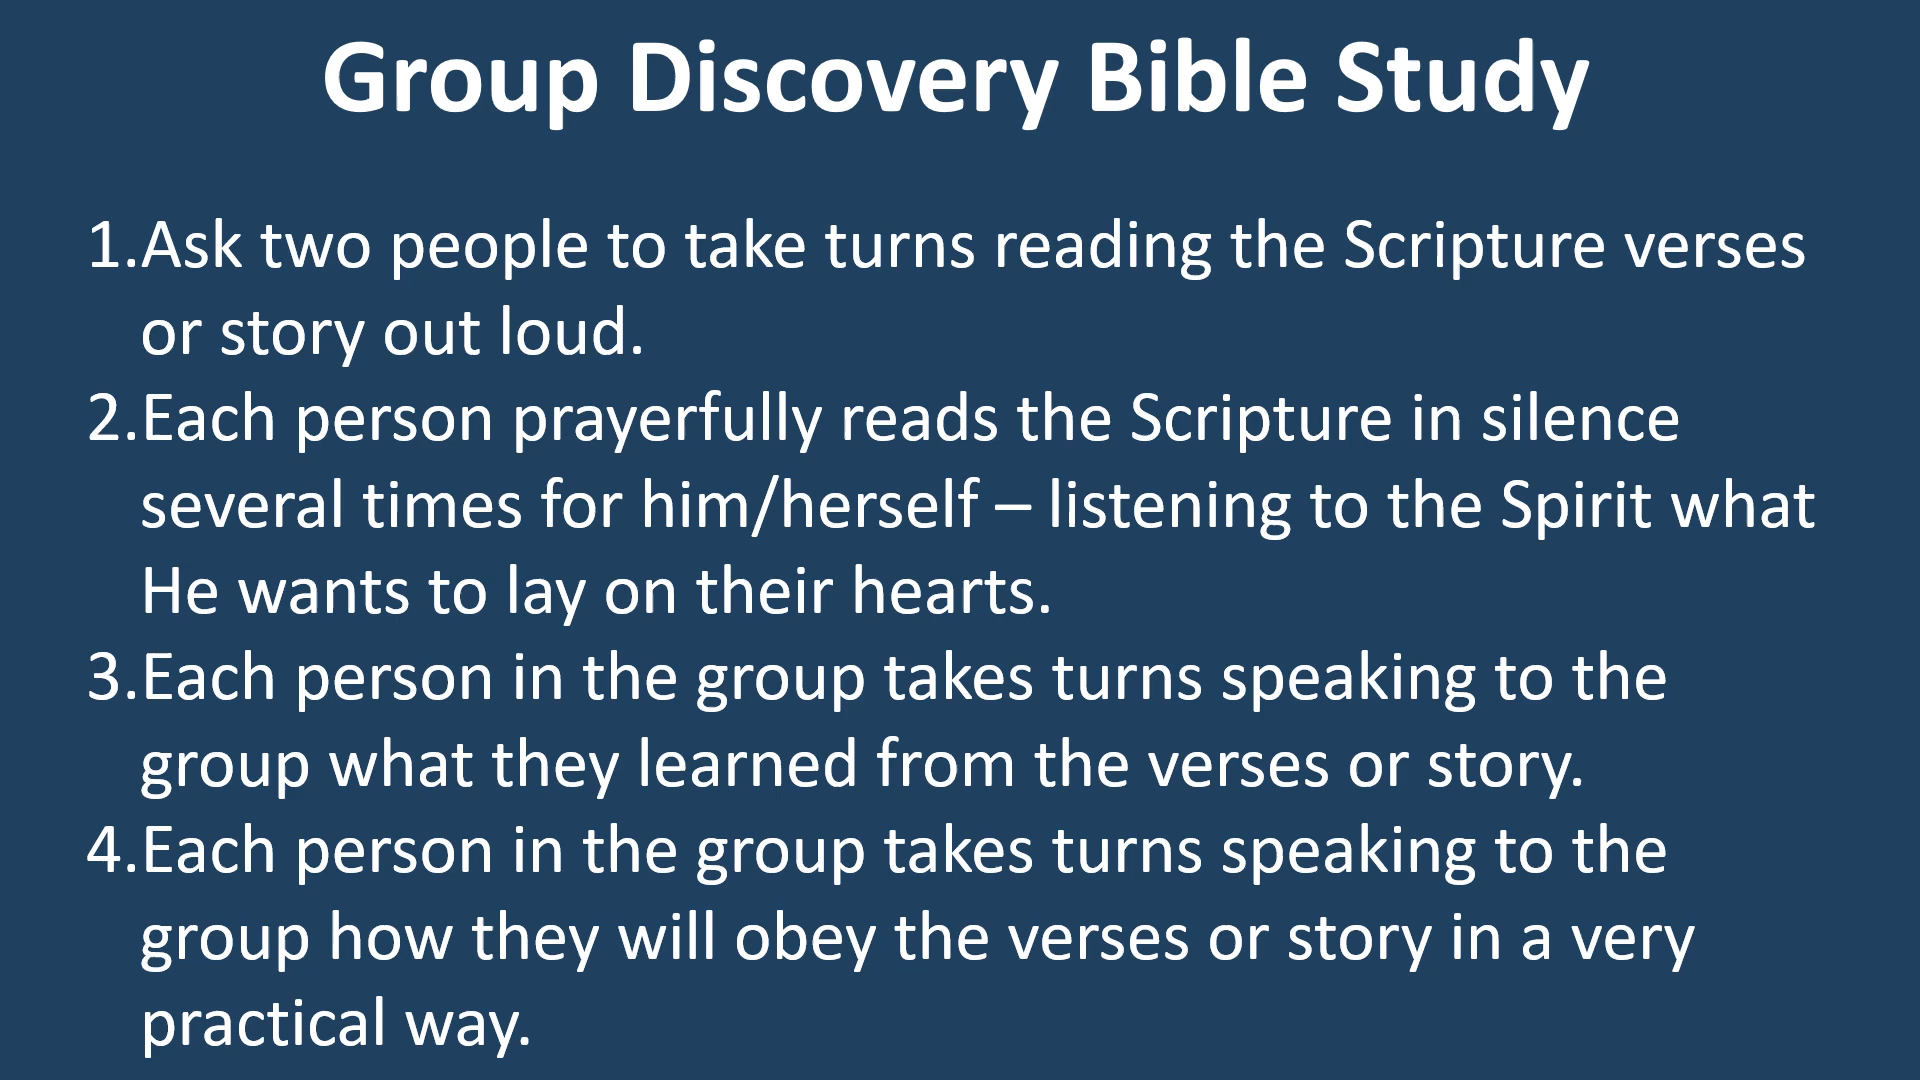 Group Discovery Bible Study
1.Ask two people to take turns reading the Scripture verses
or story out loud.
2.Each person prayerfully reads the Scripture in silence
several times for him/herself – listening to the Spirit what
He wants to lay on their hearts.
3.Each person in the group takes turns speaking to the
group what they learned from the verses or story.
4.Each person in the group takes turns speaking to the
group how they will obey the verses or story in a very
practical way.